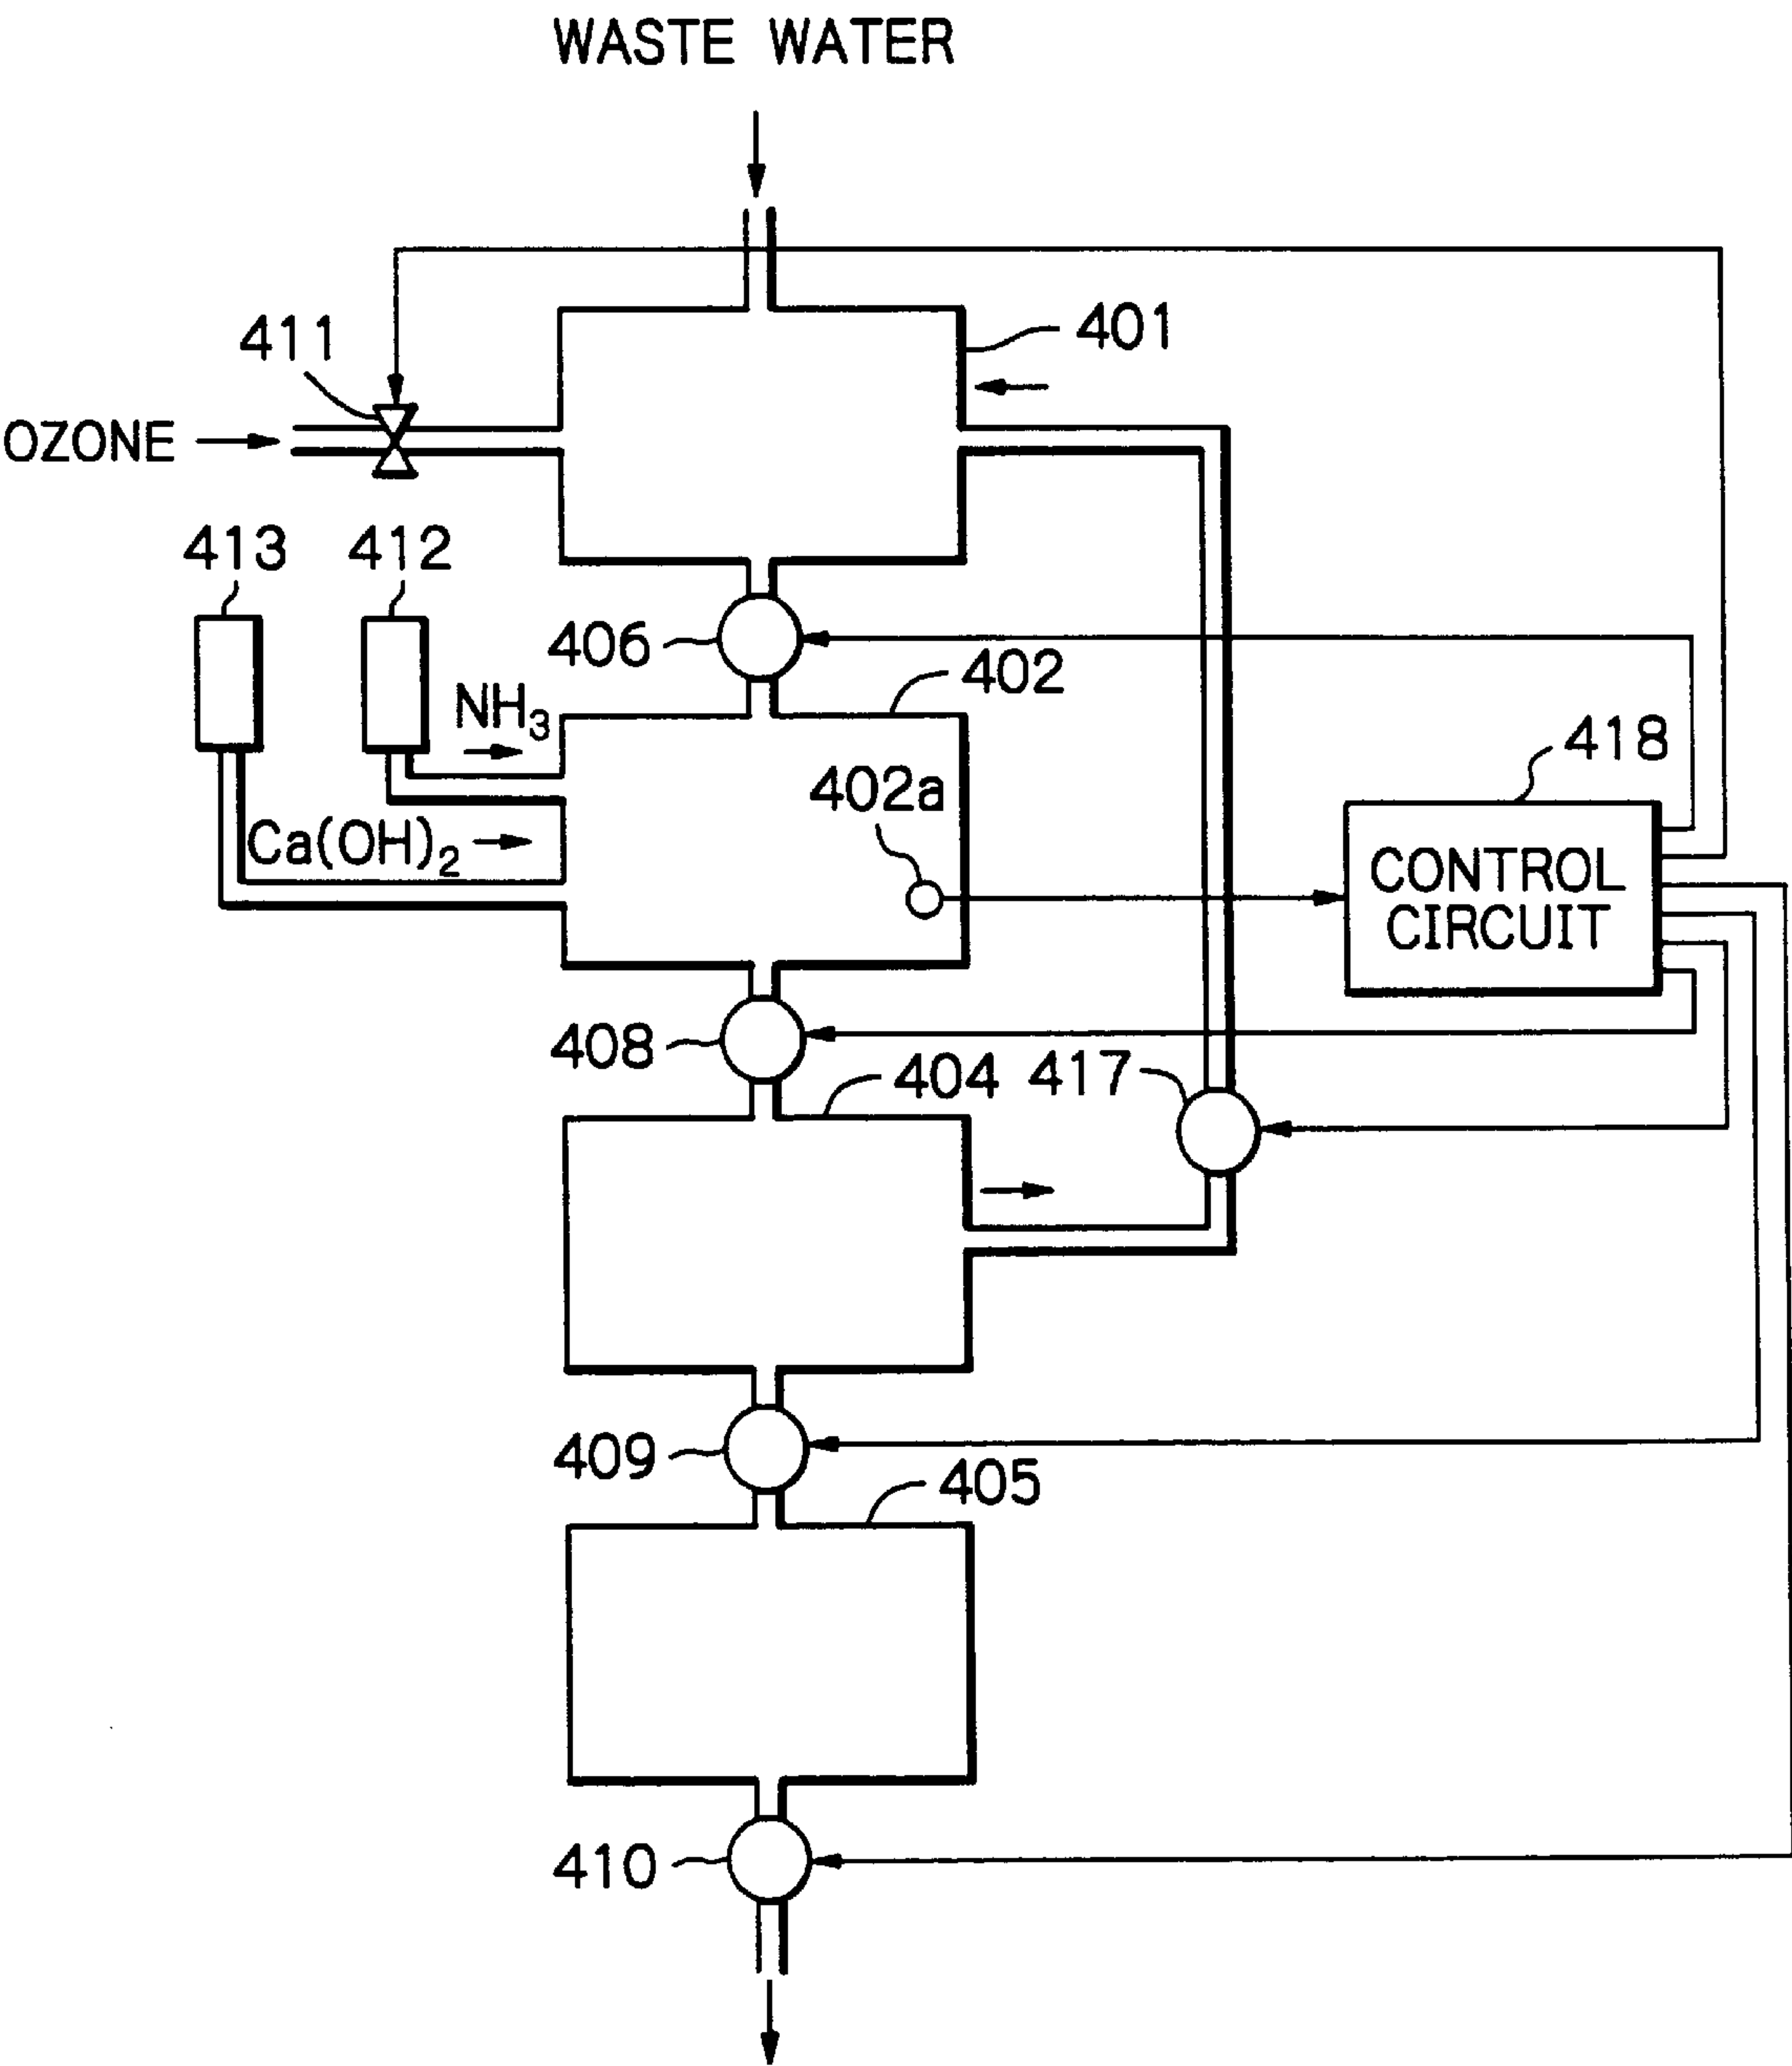 WASTE WATER
401
411
OZONE
413
412
406
402
NH3
418
402a
Ca(OH)2
CONTROL
CIRCUIT
408
404
417
409
405
410